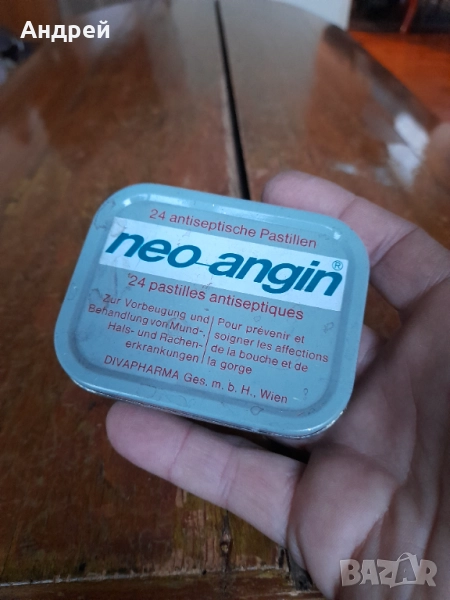 Андрей
24 antiseptische Pastillen
neo-angin®
24 pastilles antiseptiques
Zur Vorbeugung und
Behandlung von Mund-,
Hals- und Rachen-
erkrankungen
Pour prévenir et
soigner les affections
de la bouche et de
la gorge
DIVAPHARMA Ges. m. b. H., Wien
BAZAR